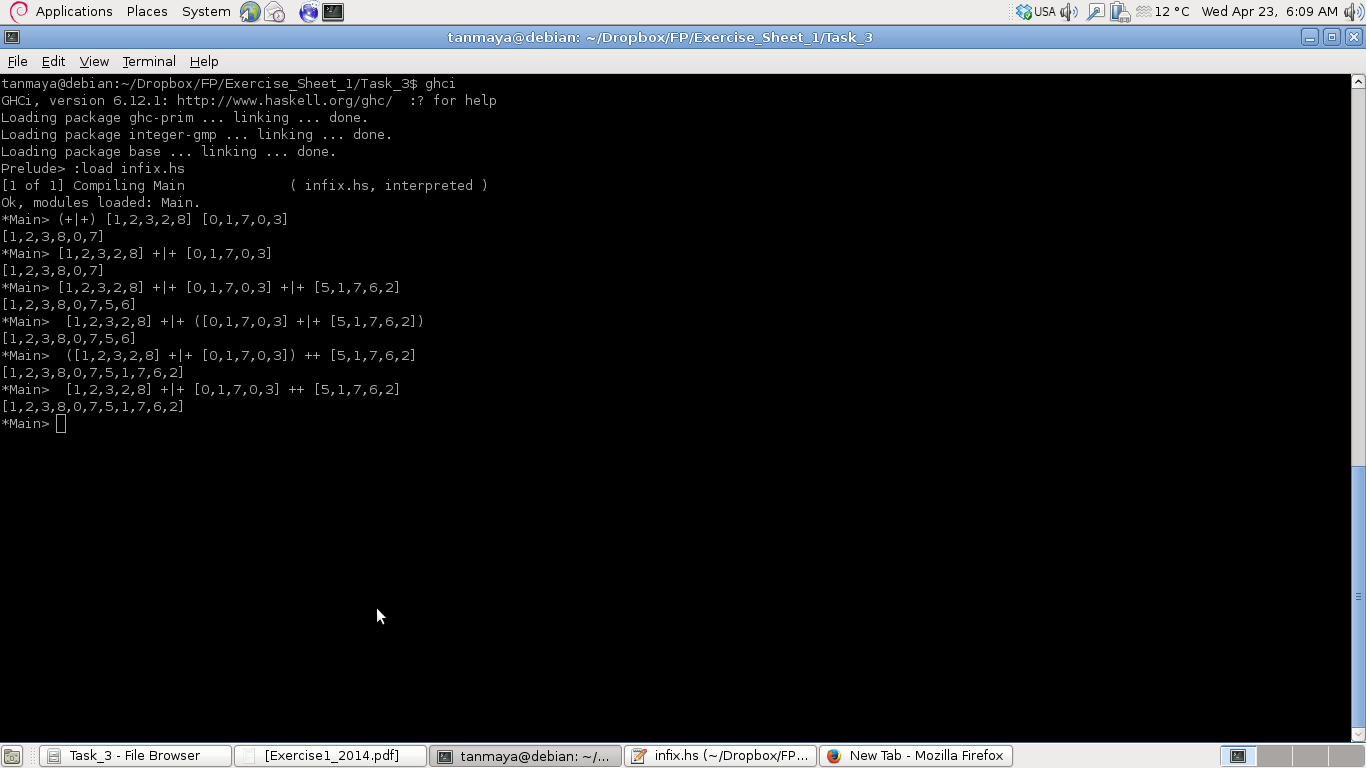 Applications Places System USA 12 °C Wed Apr 23, 6:09 AM
tanmaya@debian: ~/Dropbox/FP/Exercise_Sheet_1/Task_3
File Edit View Terminal Help
tanmaya@debian:~/Dropbox/FP/Exercise_Sheet_1/Task_3$ ghci
GHCi, version 6.12.1: http://www.haskell.org/ghc/  :? for help
Loading package ghc-prim ... linking ... done.
Loading package integer-gmp ... linking ... done.
Loading package base ... linking ... done.
Prelude> :load infix.hs
[1 of 1] Compiling Main             ( infix.hs, interpreted )
Ok, modules loaded: Main.
*Main> (+|+) [1,2,3,2,8] [0,1,7,0,3]
[1,2,3,8,0,7]
*Main> [1,2,3,2,8] +|+ [0,1,7,0,3]
[1,2,3,8,0,7]
*Main> [1,2,3,2,8] +|+ [0,1,7,0,3] +|+ [5,1,7,6,2]
[1,2,3,8,0,7,5,6]
*Main>  [1,2,3,2,8] +|+ ([0,1,7,0,3] +|+ [5,1,7,6,2])
[1,2,3,8,0,7,5,6]
*Main>  ([1,2,3,2,8] +|+ [0,1,7,0,3]) ++ [5,1,7,6,2]
[1,2,3,8,0,7,5,1,7,6,2]
*Main>  [1,2,3,2,8] +|+ [0,1,7,0,3] ++ [5,1,7,6,2]
[1,2,3,8,0,7,5,1,7,6,2]
*Main>
Task_3 - File Browser [Exercise1_2014.pdf] tanmaya@debian: ~/... infix.hs (~/Dropbox/FP... New Tab - Mozilla Firefox